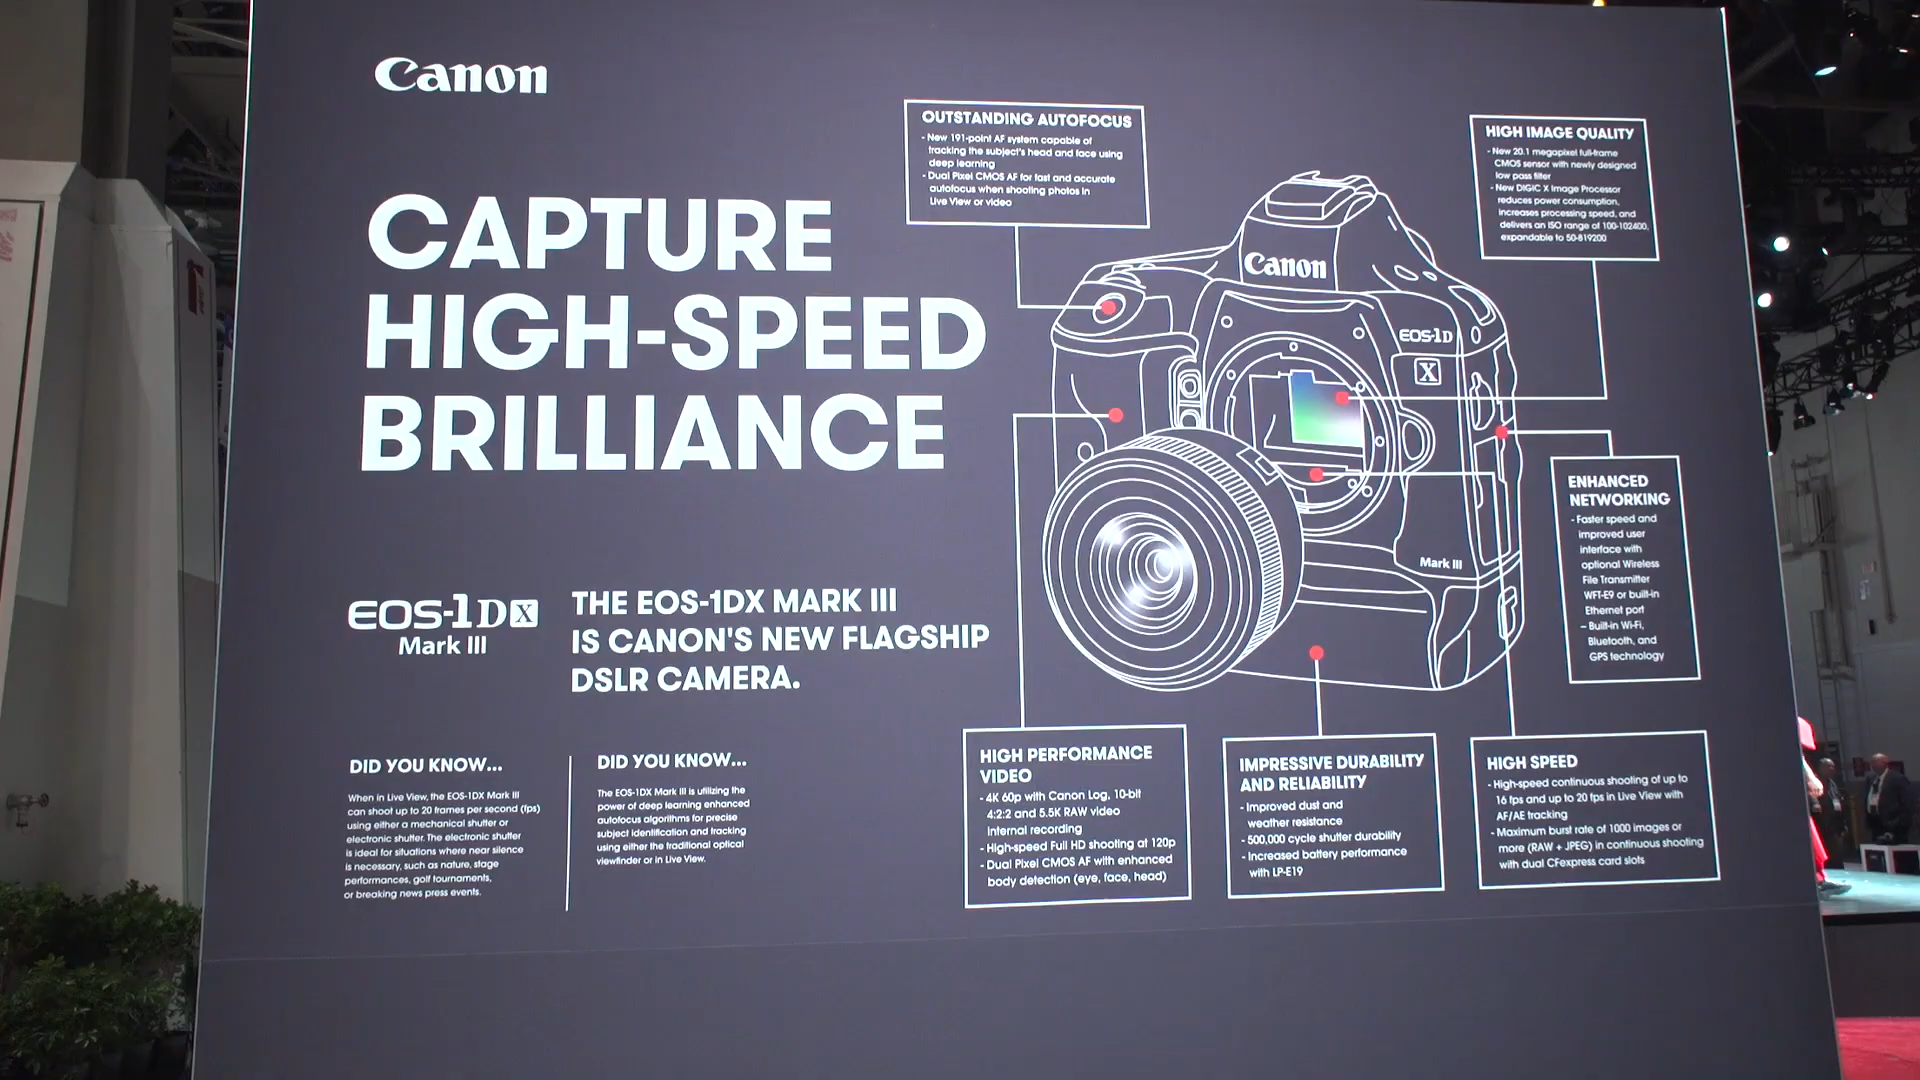 Canon
CAPTURE
HIGH-SPEED
BRILLIANCE
EOS-1DX
Mark III
THE EOS-1DX MARK III
IS CANON'S NEW FLAGSHIP
DSLR CAMERA.
DID YOU KNOW...
When in Live View, the EOS-1DX Mark III
can shoot up to 20 frames per second (fps)
using either a mechanical shutter or
electronic shutter. The electronic shutter
is ideal for situations where near silence
is necessary, such as nature, stage
performances, golf tournaments,
or breaking news press events.
DID YOU KNOW...
The EOS-1DX Mark III is utilizing the
power of deep learning enhanced
autofocus algorithms for precise
subject identification and tracking
using either the traditional optical
viewfinder or in Live View.
OUTSTANDING AUTOFOCUS
- New 191-point AF system capable of
tracking the subject's head and face using
deep learning
- Dual Pixel CMOS AF for fast and accurate
autofocus when shooting photos in
Live View or video
HIGH IMAGE QUALITY
- New 20.1 megapixel full-frame
CMOS sensor with newly designed
low pass filter
- New DIGIC X Image Processor
reduces power consumption,
increases processing speed, and
delivers an ISO range of 100-102400,
expandable to 50-819200
Canon
EOS-1D
X
Mark III
ENHANCED
NETWORKING
- Faster speed and
improved user
interface with
optional Wireless
File Transmitter
WFT-E9 or built-in
Ethernet port
– Built-in Wi-Fi,
Bluetooth, and
GPS technology
HIGH PERFORMANCE
VIDEO
- 4K 60p with Canon Log, 10-bit
4:2:2 and 5.5K RAW video
internal recording
- High-speed Full HD shooting at 120p
- Dual Pixel CMOS AF with enhanced
body detection (eye, face, head)
IMPRESSIVE DURABILITY
AND RELIABILITY
- Improved dust and
weather resistance
- 500,000 cycle shutter durability
- Increased battery performance
with LP-E19
HIGH SPEED
- High-speed continuous shooting of up to
16 fps and up to 20 fps in Live View with
AF/AE tracking
- Maximum burst rate of 1000 images or
more (RAW + JPEG) in continuous shooting
with dual CFexpress card slots